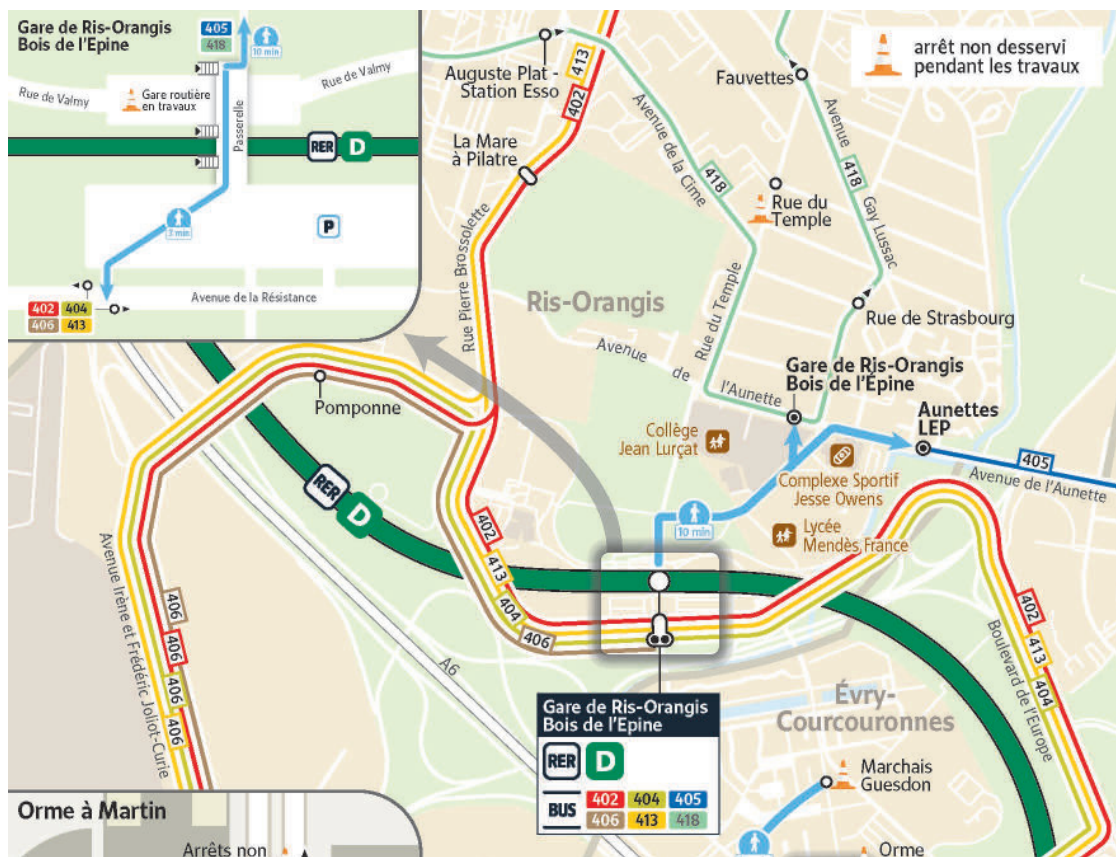 Gare de Ris-Orangis
Bois de l'Epine
405
418
10 min
Rue de Valmy
Rue de Valmy
Gare routière
en travaux
Passerelle
RER D
3 min
P
Avenue de la Résistance
402 404
406 413
Auguste Plat -
Station Esso
413
402
La Mare
à Pilatre
Avenue de la Cime
418
Fauvettes
arrêt non desservi
pendant les travaux
Avenue
418
Gay Lussac
Rue du
Temple
Rue Pierre Brossolette
Ris-Orangis
Rue du Temple
Rue de Strasbourg
Avenue
de
l'Aunette
Gare de Ris-Orangis
Bois de l'Épine
Aunettes
LEP
405
Avenue de l'Aunette
Pomponne
Collège
Jean Lurçat
Complexe Sportif
Jesse Owens
Lycée
Mendès France
10 min
RER D
402
413
404
406
Avenue Irène et Frédéric Joliot-Curie
406
406
406
406
A6
402
413
404
Boulevard de l'Europe
Gare de Ris-Orangis
Bois de l'Epine
RER D
BUS
402 404 405
406 413 418
Évry-
Courcouronnes
Marchais
Guesdon
Orme
Orme à Martin
Arrêts non